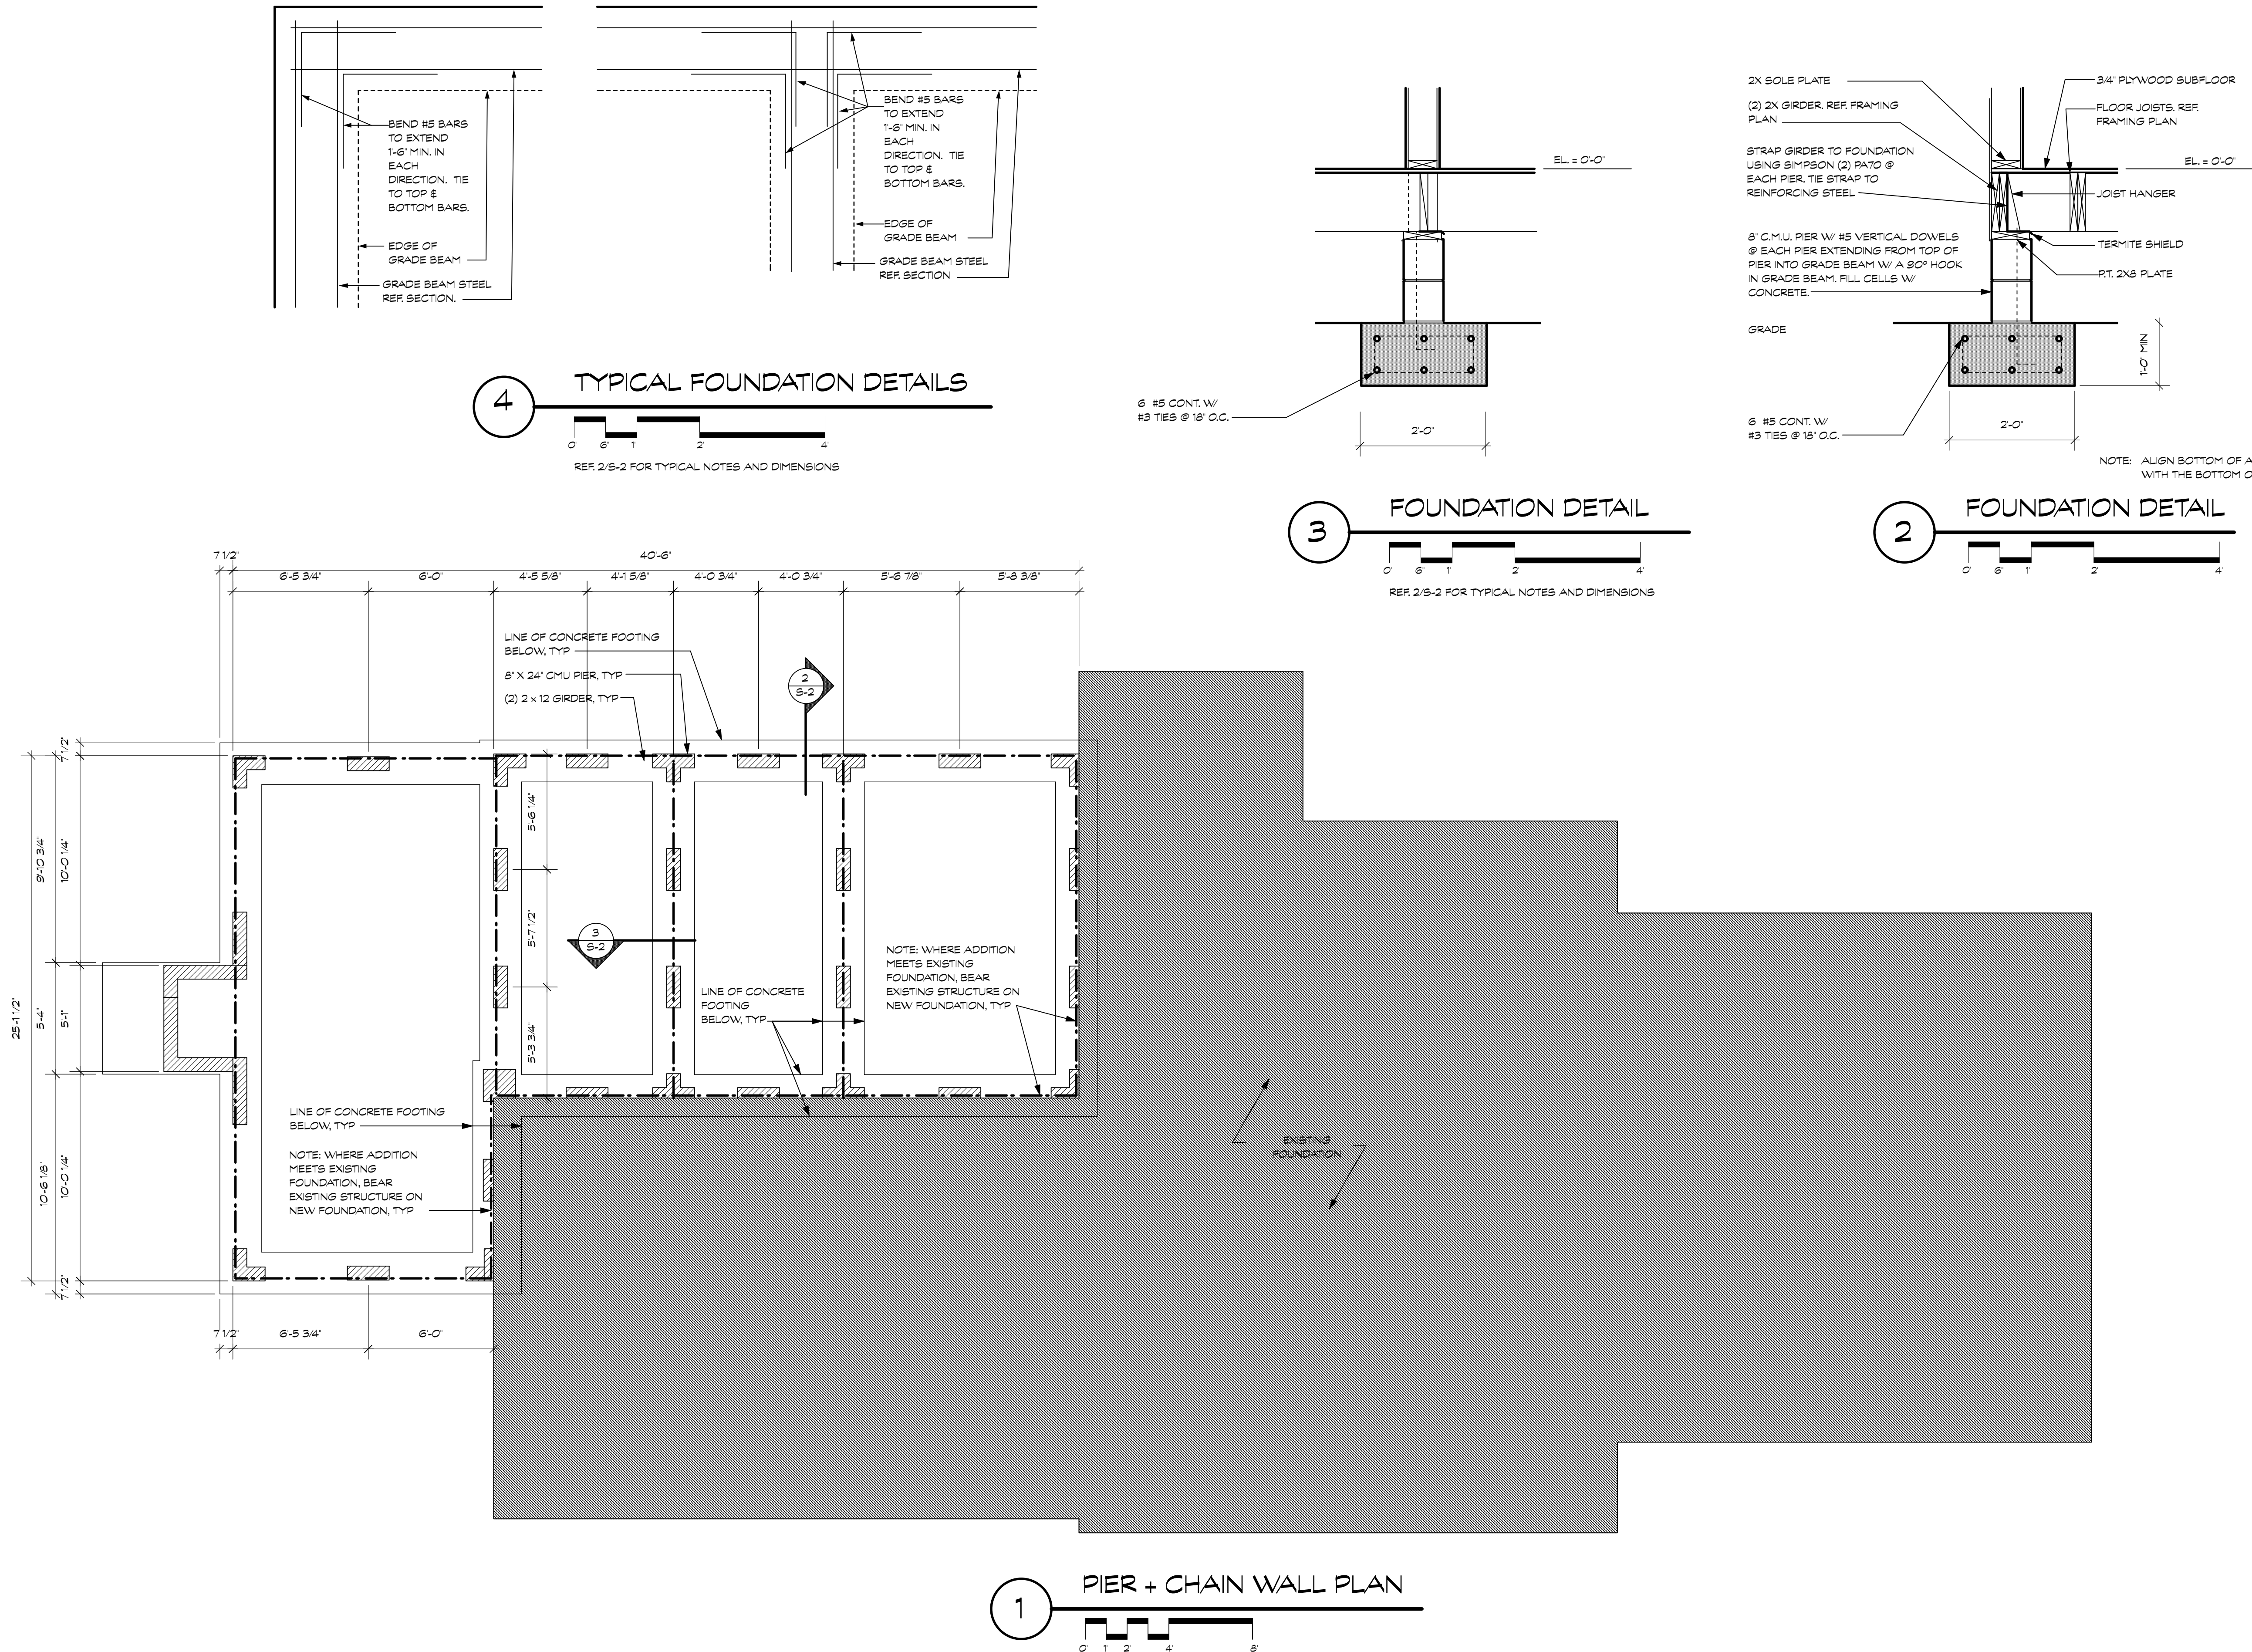 BEND #5 BARS
TO EXTEND
1'-6" MIN. IN
EACH
DIRECTION. TIE
TO TOP &
BOTTOM BARS.
EDGE OF
GRADE BEAM
GRADE BEAM STEEL
REF. SECTION.
BEND #5 BARS
TO EXTEND
1'-6" MIN. IN
EACH
DIRECTION. TIE
TO TOP &
BOTTOM BARS.
EDGE OF
GRADE BEAM
GRADE BEAM STEEL
REF. SECTION
4
TYPICAL FOUNDATION DETAILS
0' 6" 1' 2' 4'
REF. 2/S-2 FOR TYPICAL NOTES AND DIMENSIONS
EL. = 0'-0"
6 #5 CONT. W/
#3 TIES @ 18" O.C.
2'-0"
3
FOUNDATION DETAIL
0' 6" 1' 2' 4'
REF. 2/S-2 FOR TYPICAL NOTES AND DIMENSIONS
2X SOLE PLATE
(2) 2X GIRDER, REF. FRAMING
PLAN
STRAP GIRDER TO FOUNDATION
USING SIMPSON (2) PA70 @
EACH PIER. TIE STRAP TO
REINFORCING STEEL
8" C.M.U. PIER W/ #5 VERTICAL DOWELS
@ EACH PIER EXTENDING FROM TOP OF
PIER INTO GRADE BEAM W/ A 90° HOOK
IN GRADE BEAM. FILL CELLS W/
CONCRETE.
GRADE
6 #5 CONT. W/
#3 TIES @ 18" O.C.
3/4" PLYWOOD SUBFLOOR
FLOOR JOISTS. REF.
FRAMING PLAN
EL. = 0'-0"
JOIST HANGER
TERMITE SHIELD
P.T. 2X8 PLATE
1'-0" MIN
2'-0"
NOTE: ALIGN BOTTOM OF A
WITH THE BOTTOM O
2
FOUNDATION DETAIL
0' 6" 1' 2' 4'
7 1/2"
40'-6"
6'-5 3/4"
6'-0"
4'-5 5/8"
4'-1 5/8"
4'-0 3/4"
4'-0 3/4"
5'-6 7/8"
5'-8 3/8"
LINE OF CONCRETE FOOTING
BELOW, TYP
8" X 24" CMU PIER, TYP
(2) 2 x 12 GIRDER, TYP
2
S-2
7 1/2"
9'-10 3/4"
10'-0 1/4"
25'-1 1/2"
5'-4"
5'-1"
10'-6 1/8"
10'-0 1/4"
7 1/2"
5'-6 1/4"
5'-7 1/2"
5'-3 3/4"
3
S-2
LINE OF CONCRETE
FOOTING
BELOW, TYP
NOTE: WHERE ADDITION
MEETS EXISTING
FOUNDATION, BEAR
EXISTING STRUCTURE ON
NEW FOUNDATION, TYP
LINE OF CONCRETE FOOTING
BELOW, TYP
NOTE: WHERE ADDITION
MEETS EXISTING
FOUNDATION, BEAR
EXISTING STRUCTURE ON
NEW FOUNDATION, TYP
EXISTING
FOUNDATION
7 1/2"
6'-5 3/4"
6'-0"
1
PIER + CHAIN WALL PLAN
0' 1' 2' 4' 8'